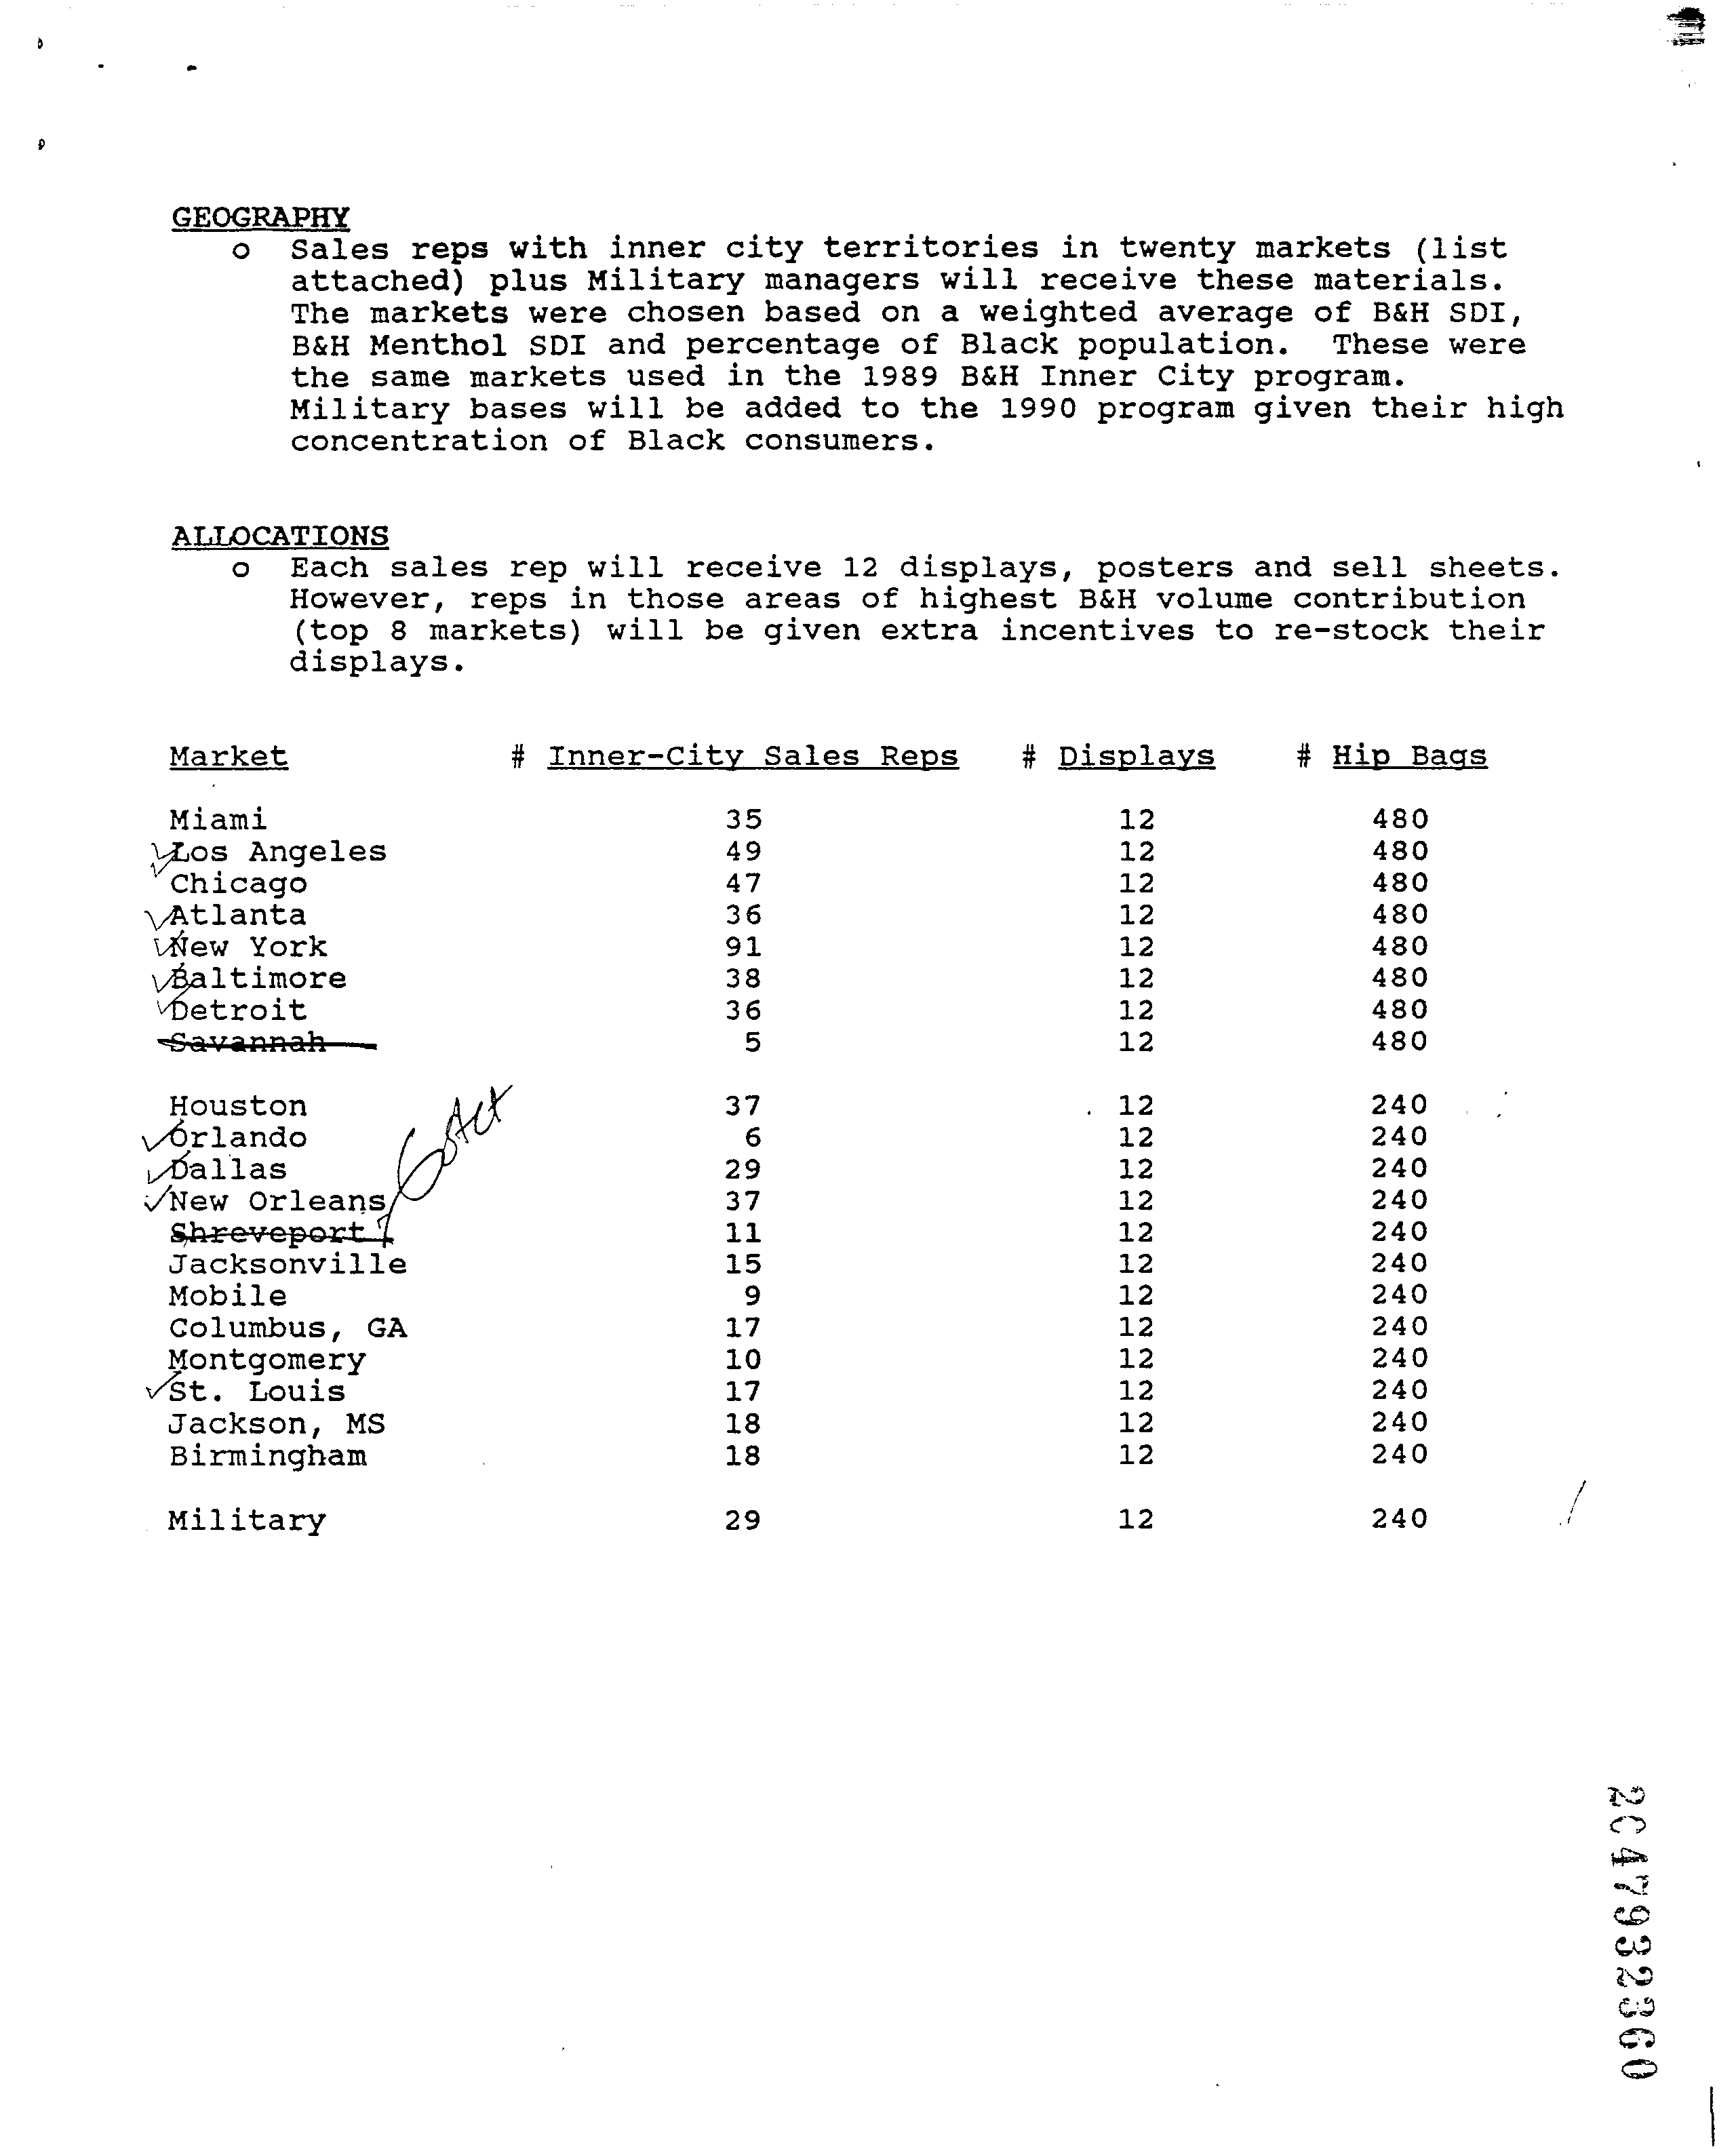 GEOGRAPHY
o Sales reps with inner city territories in twenty markets (list
attached) plus Military managers will receive these materials.
The markets were chosen based on a weighted average of B&H SDI,
B&H Menthol SDI and percentage of Black population. These were
the same markets used in the 1989 B&H Inner City program.
Military bases will be added to the 1990 program given their high
concentration of Black consumers.
ALLOCATIONS
o Each sales rep will receive 12 displays, posters and sell sheets.
However, reps in those areas of highest B&H volume contribution
(top 8 markets) will be given extra incentives to re-stock their
displays.
Market # Inner-City Sales Reps # Displays # Hip Bags
Miami 35 12 480
Los Angeles 49 12 480
Chicago 47 12 480
Atlanta 36 12 480
New York 91 12 480
Baltimore 38 12 480
Detroit 36 12 480
Savannah 5 12 480
Houston 37 12 240
Orlando 6 12 240
Dallas 29 12 240
New Orleans 37 12 240
Shreveport 11 12 240
Jacksonville 15 12 240
Mobile 9 12 240
Columbus, GA 17 12 240
Montgomery 10 12 240
St. Louis 17 12 240
Jackson, MS 18 12 240
Birmingham 18 12 240
Military 29 12 240
2047932360